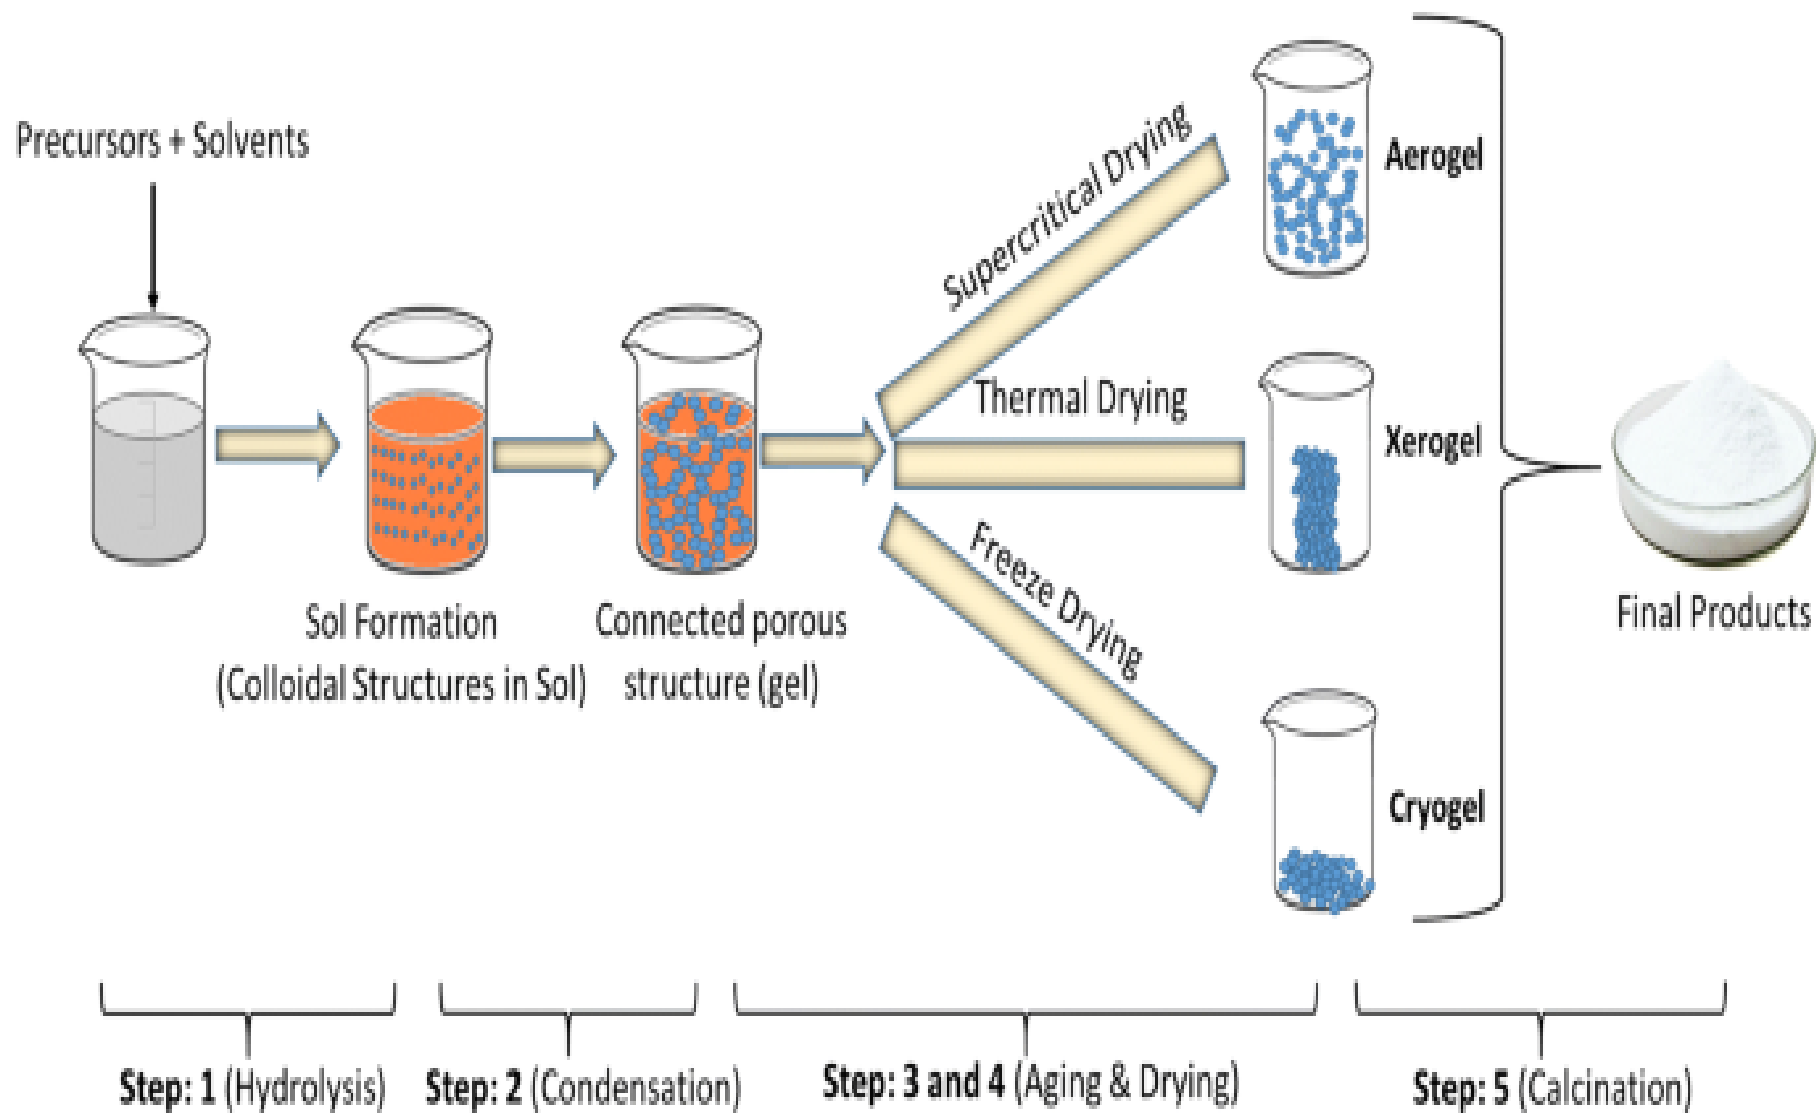 Precursors + Solvents
Supercritical Drying
Aerogel
Thermal Drying
Xerogel
Freeze Drying
Cryogel
Sol Formation
(Colloidal Structures in Sol)
Connected porous
structure (gel)
Final Products
Step: 1 (Hydrolysis)
Step: 2 (Condensation)
Step: 3 and 4 (Aging & Drying)
Step: 5 (Calcination)